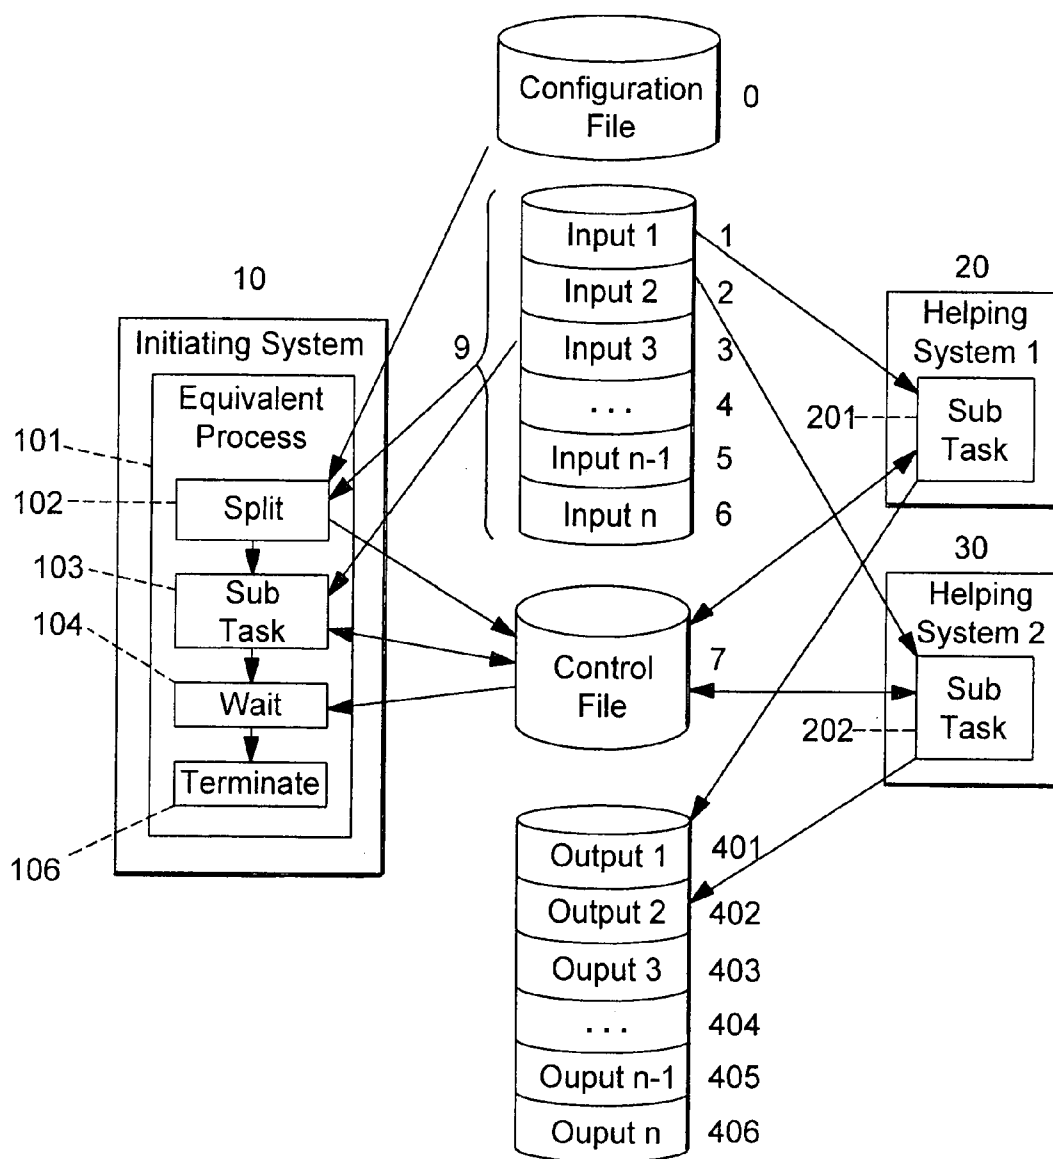 Configuration
File
0
Input 1
1
Input 2
2
Input 3
3
. . .
4
Input n-1
5
Input n
6
9
10
Initiating System
Equivalent
Process
101
102
Split
103
Sub
Task
104
Wait
Terminate
106
Control
File
7
20
Helping
System 1
201
Sub
Task
30
Helping
System 2
202
Sub
Task
Output 1
401
Output 2
402
Ouput 3
403
. . .
404
Ouput n-1
405
Ouput n
406